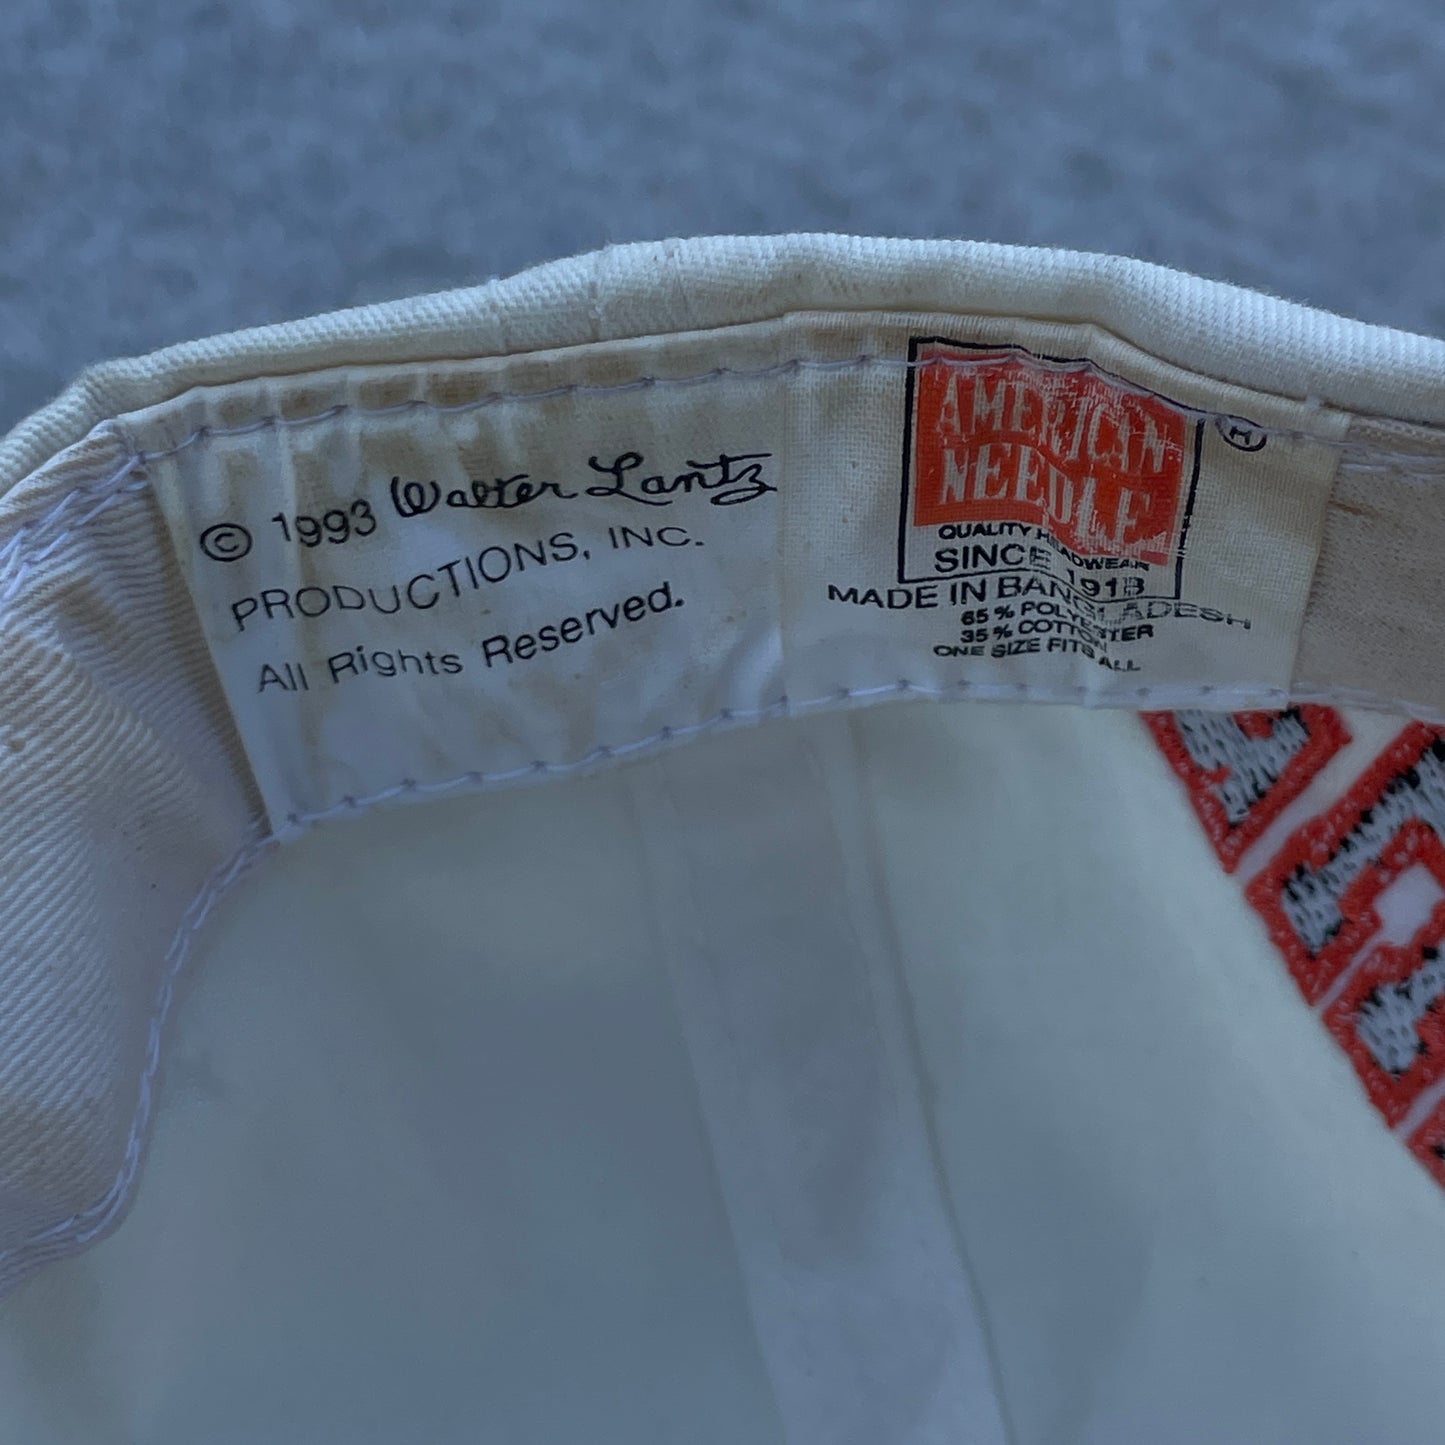 © 1993 Walter Lantz
PRODUCTIONS, INC.
All Rights Reserved.
AMERICAN
NEEDLE
®
QUALITY HEADWEAR
SINCE 1918
MADE IN BANGLADESH
65% POLYESTER
35% COTTON
ONE SIZE FITS ALL